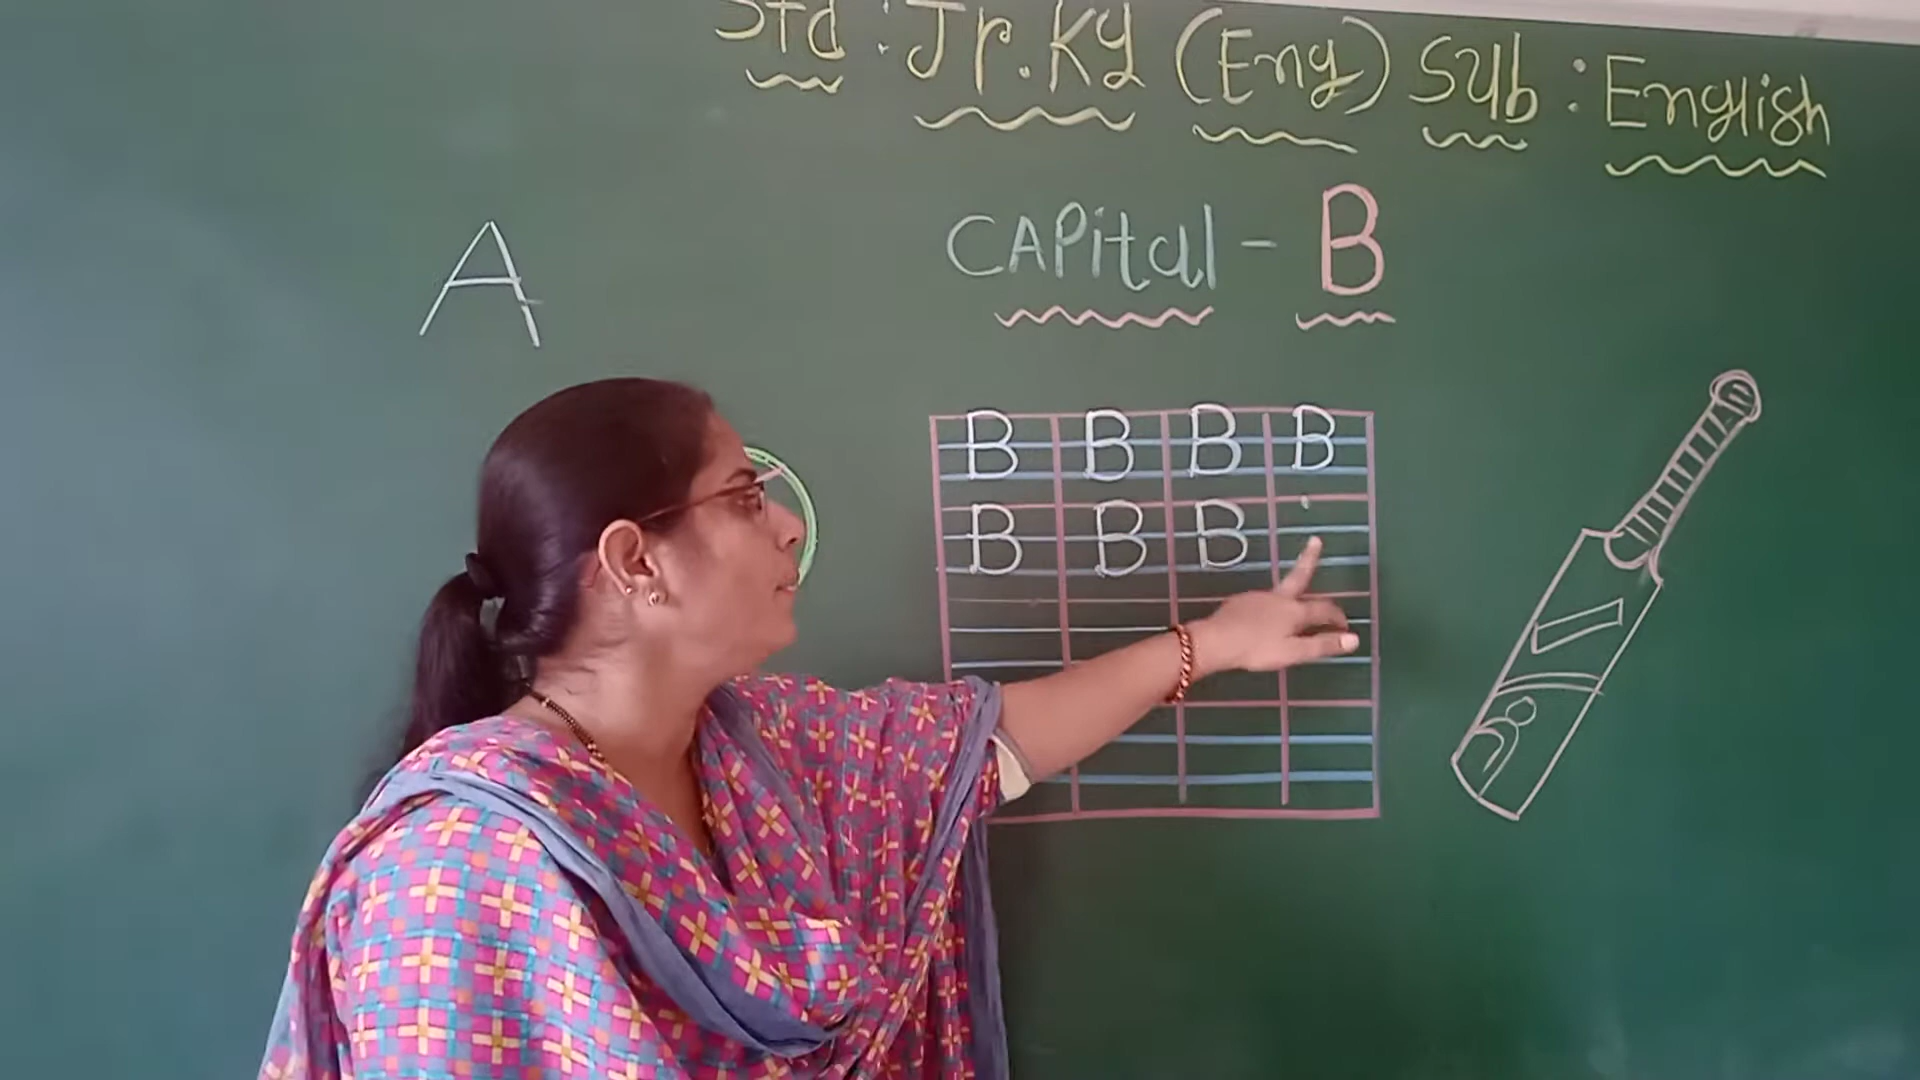 Std : Jr.Kg (Eng) Sub : English
A
CAPital - B
B B B B
B B B